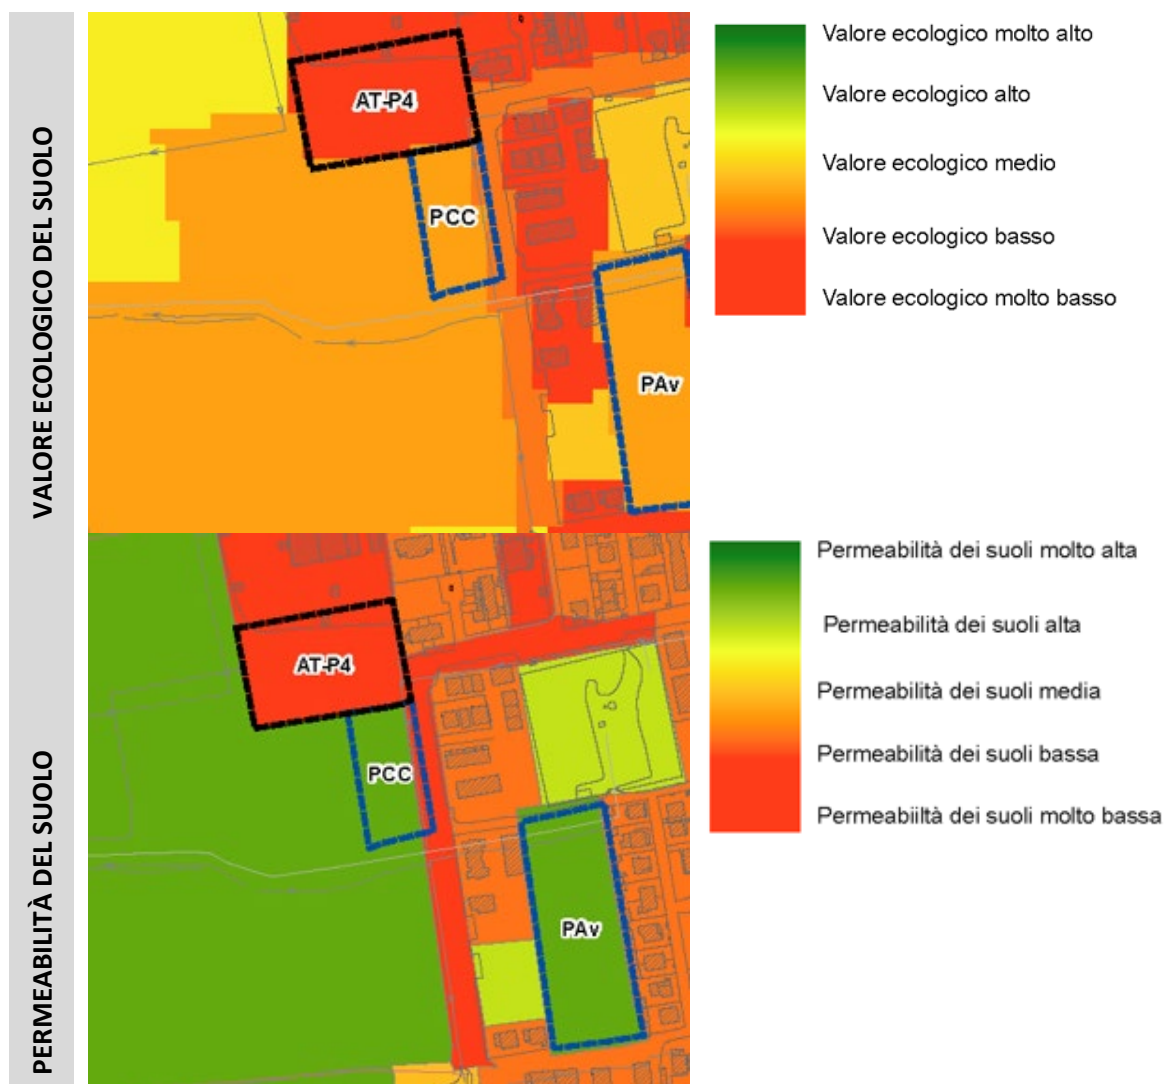 VALORE ECOLOGICO DEL SUOLO
AT-P4
PCC
PAv
Valore ecologico molto alto
Valore ecologico alto
Valore ecologico medio
Valore ecologico basso
Valore ecologico molto basso
PERMEABILITÀ DEL SUOLO
AT-P4
PCC
PAv
Permeabilità dei suoli molto alta
Permeabilità dei suoli alta
Permeabilità dei suoli media
Permeabilità dei suoli bassa
Permeabiiltà dei suoli molto bassa